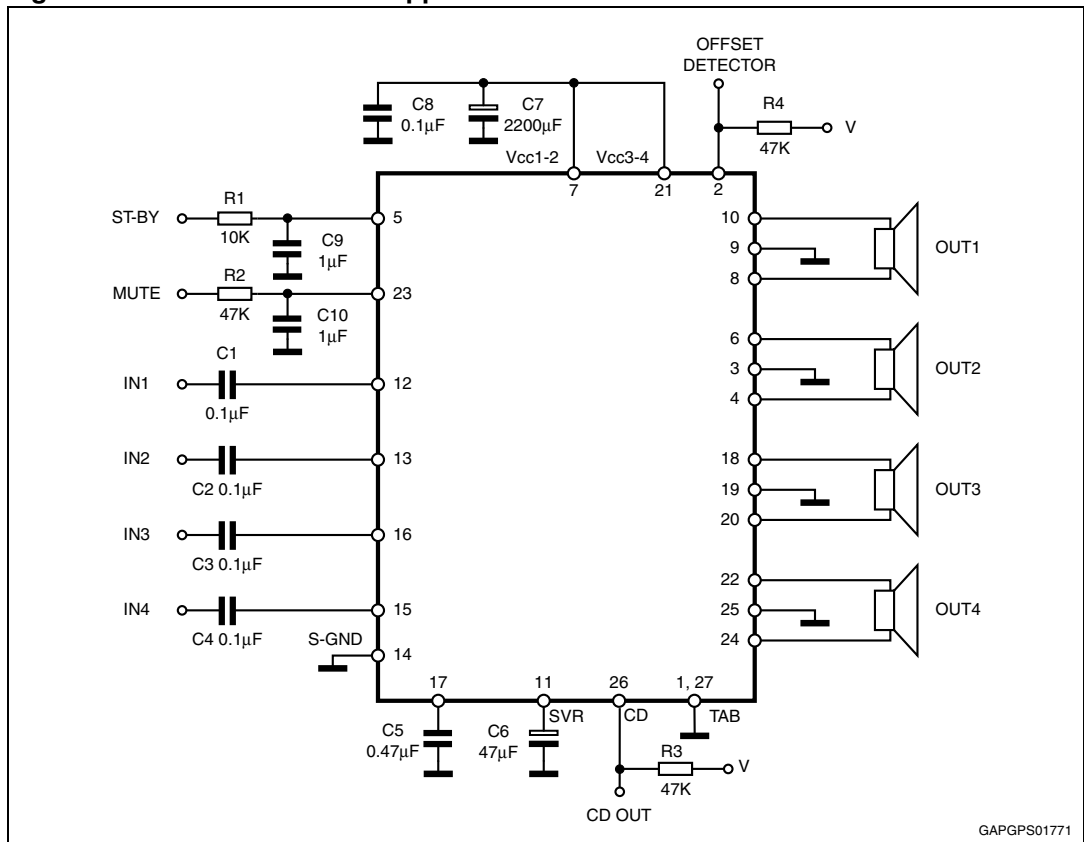 OFFSET
DETECTOR
C8
0.1µF
C7
2200µF
R4
47K
V
Vcc1-2
Vcc3-4
7
21
2
ST-BY
R1
10K
5
C9
1µF
MUTE
R2
47K
23
C10
1µF
IN1
C1
0.1µF
12
IN2
C2 0.1µF
13
IN3
C3 0.1µF
16
IN4
C4 0.1µF
15
S-GND
14
10
9
8
OUT1
6
3
4
OUT2
18
19
20
OUT3
22
25
24
OUT4
17
11
26
1, 27
SVR
CD
TAB
C5
0.47µF
C6
47µF
R3
47K
V
CD OUT
GAPGPS01771